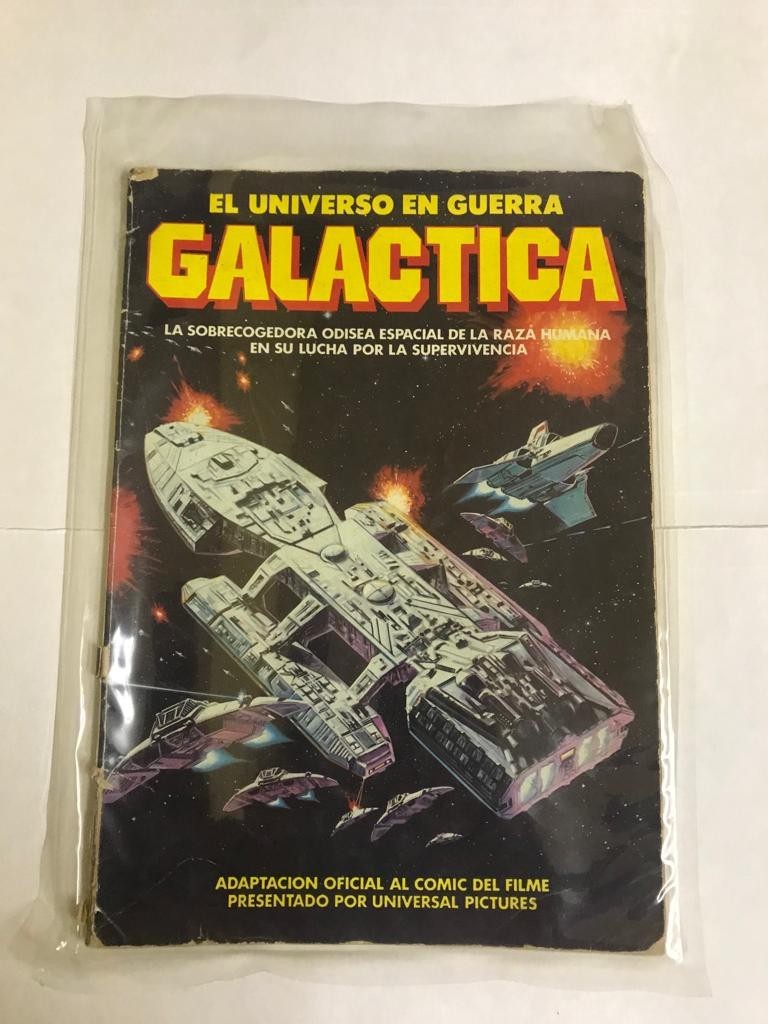 EL UNIVERSO EN GUERRA
GALACTICA
LA SOBRECOGEDORA ODISEA ESPACIAL DE LA RAZA HUMANA
EN SU LUCHA POR LA SUPERVIVENCIA
ADAPTACION OFICIAL AL COMIC DEL FILME
PRESENTADO POR UNIVERSAL PICTURES